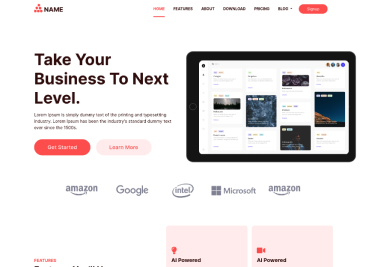 NAME
HOME FEATURES ABOUT DOWNLOAD PRICING BLOG
Take Your
Business To Next
Level.
Lorem Ipsum is simply dummy text of the printing and typesetting
industry. Lorem Ipsum has been the industry's standard dummy text
ever since the 1500s.
Get Started Learn More
amazon Google intel Microsoft amazon
FEATURES
AI Powered AI Powered